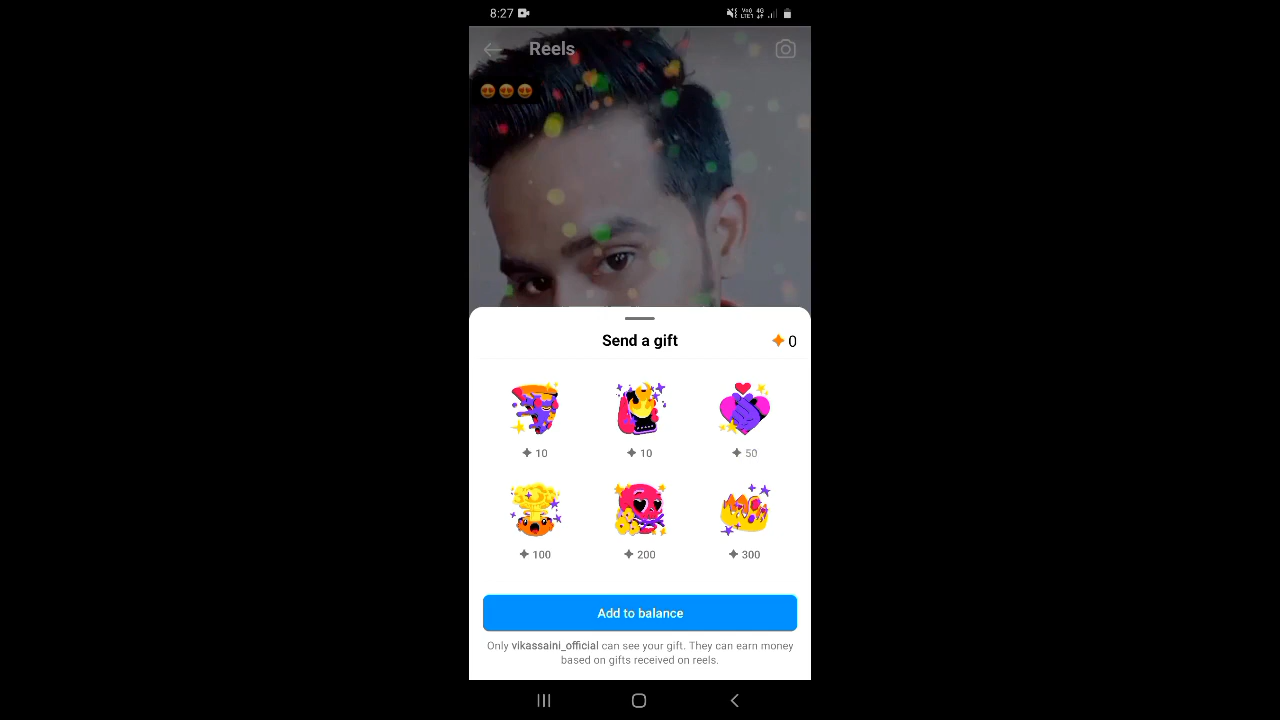 8:27
Reels
😍😍😍
Send a gift
0
10
10
50
100
200
300
Add to balance
Only vikassaini_official can see your gift. They can earn money
based on gifts received on reels.